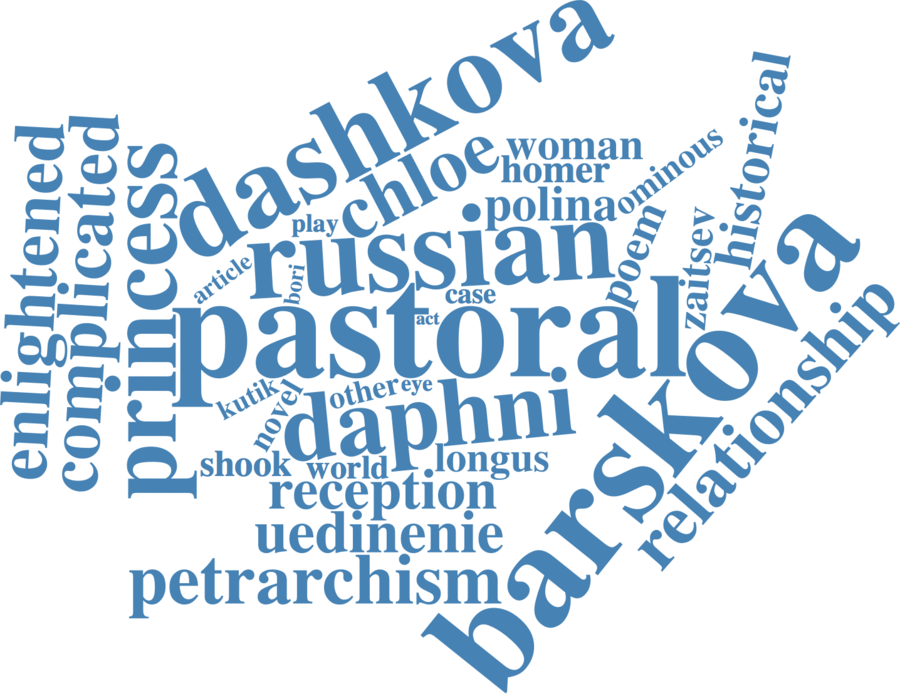 dashkova
chloe
woman
homer
polina
ominous
historical
enlightened
complicated
princess
play
russian
poem
zaitsev
article
bori
case
pastoral
act
barskova
relationship
kutik
novel
other
eye
daphni
shook
world
longus
reception
uedinenie
petrarchism